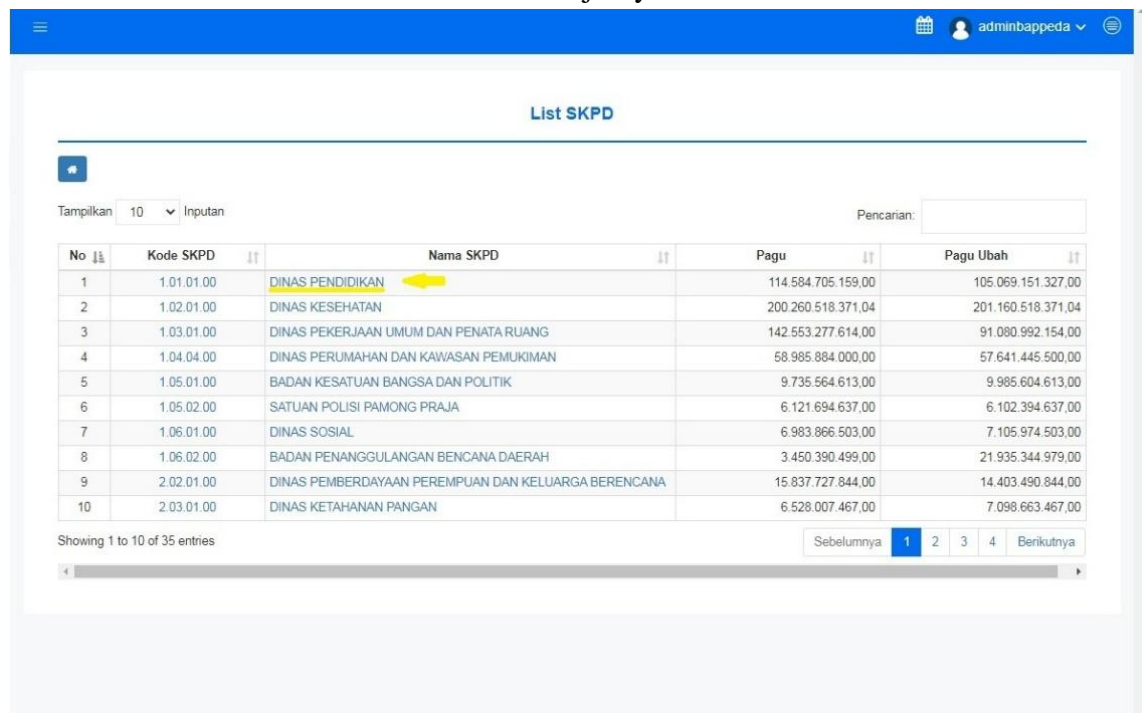 adminbappeda
List SKPD
Tampilkan 10 Inputan
Pencarian:
No Kode SKPD Nama SKPD Pagu Pagu Ubah
1 1.01.01.00 DINAS PENDIDIKAN 114.584.705.159,00 105.069.151.327,00
2 1.02.01.00 DINAS KESEHATAN 200.260.518.371,04 201.160.518.371,04
3 1.03.01.00 DINAS PEKERJAAN UMUM DAN PENATA RUANG 142.553.277.614,00 91.080.992.154,00
4 1.04.04.00 DINAS PERUMAHAN DAN KAWASAN PEMUKIMAN 58.985.884.000,00 57.641.445.500,00
5 1.05.01.00 BADAN KESATUAN BANGSA DAN POLITIK 9.735.564.613,00 9.985.604.613,00
6 1.05.02.00 SATUAN POLISI PAMONG PRAJA 6.121.694.637,00 6.102.394.637,00
7 1.06.01.00 DINAS SOSIAL 6.983.866.503,00 7.105.974.503,00
8 1.06.02.00 BADAN PENANGGULANGAN BENCANA DAERAH 3.450.390.499,00 21.935.344.979,00
9 2.02.01.00 DINAS PEMBERDAYAAN PEREMPUAN DAN KELUARGA BERENCANA 15.837.727.844,00 14.403.490.844,00
10 2.03.01.00 DINAS KETAHANAN PANGAN 6.528.007.467,00 7.098.663.467,00
Showing 1 to 10 of 35 entries
Sebelumnya 1 2 3 4 Berikutnya